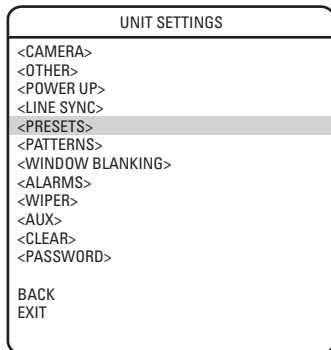 UNIT SETTINGS
<CAMERA>
<OTHER>
<POWER UP>
<LINE SYNC>
<PRESETS>
<PATTERNS>
<WINDOW BLANKING>
<ALARMS>
<WIPER>
<AUX>
<CLEAR>
<PASSWORD>
BACK
EXIT